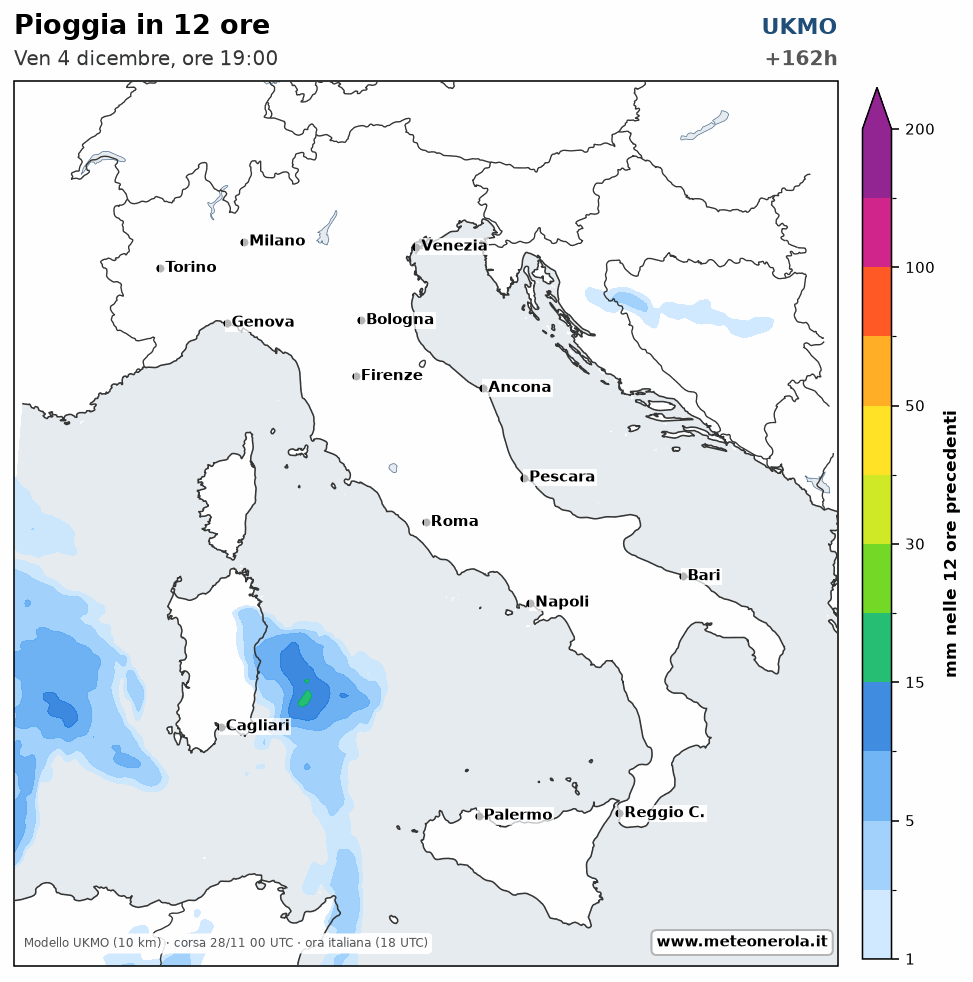 Pioggia in 12 ore
UKMO
Ven 4 dicembre, ore 19:00
+162h
200
Milano
Venezia
Torino
100
Genova
Bologna
Firenze
Ancona
50
Pescara
Roma
30
Bari
Napoli
mm nelle 12 ore precedenti
15
Cagliari
Palermo
Reggio C.
5
Modello UKMO (10 km) · corsa 28/11 00 UTC · ora italiana (18 UTC)
www.meteonerola.it
1